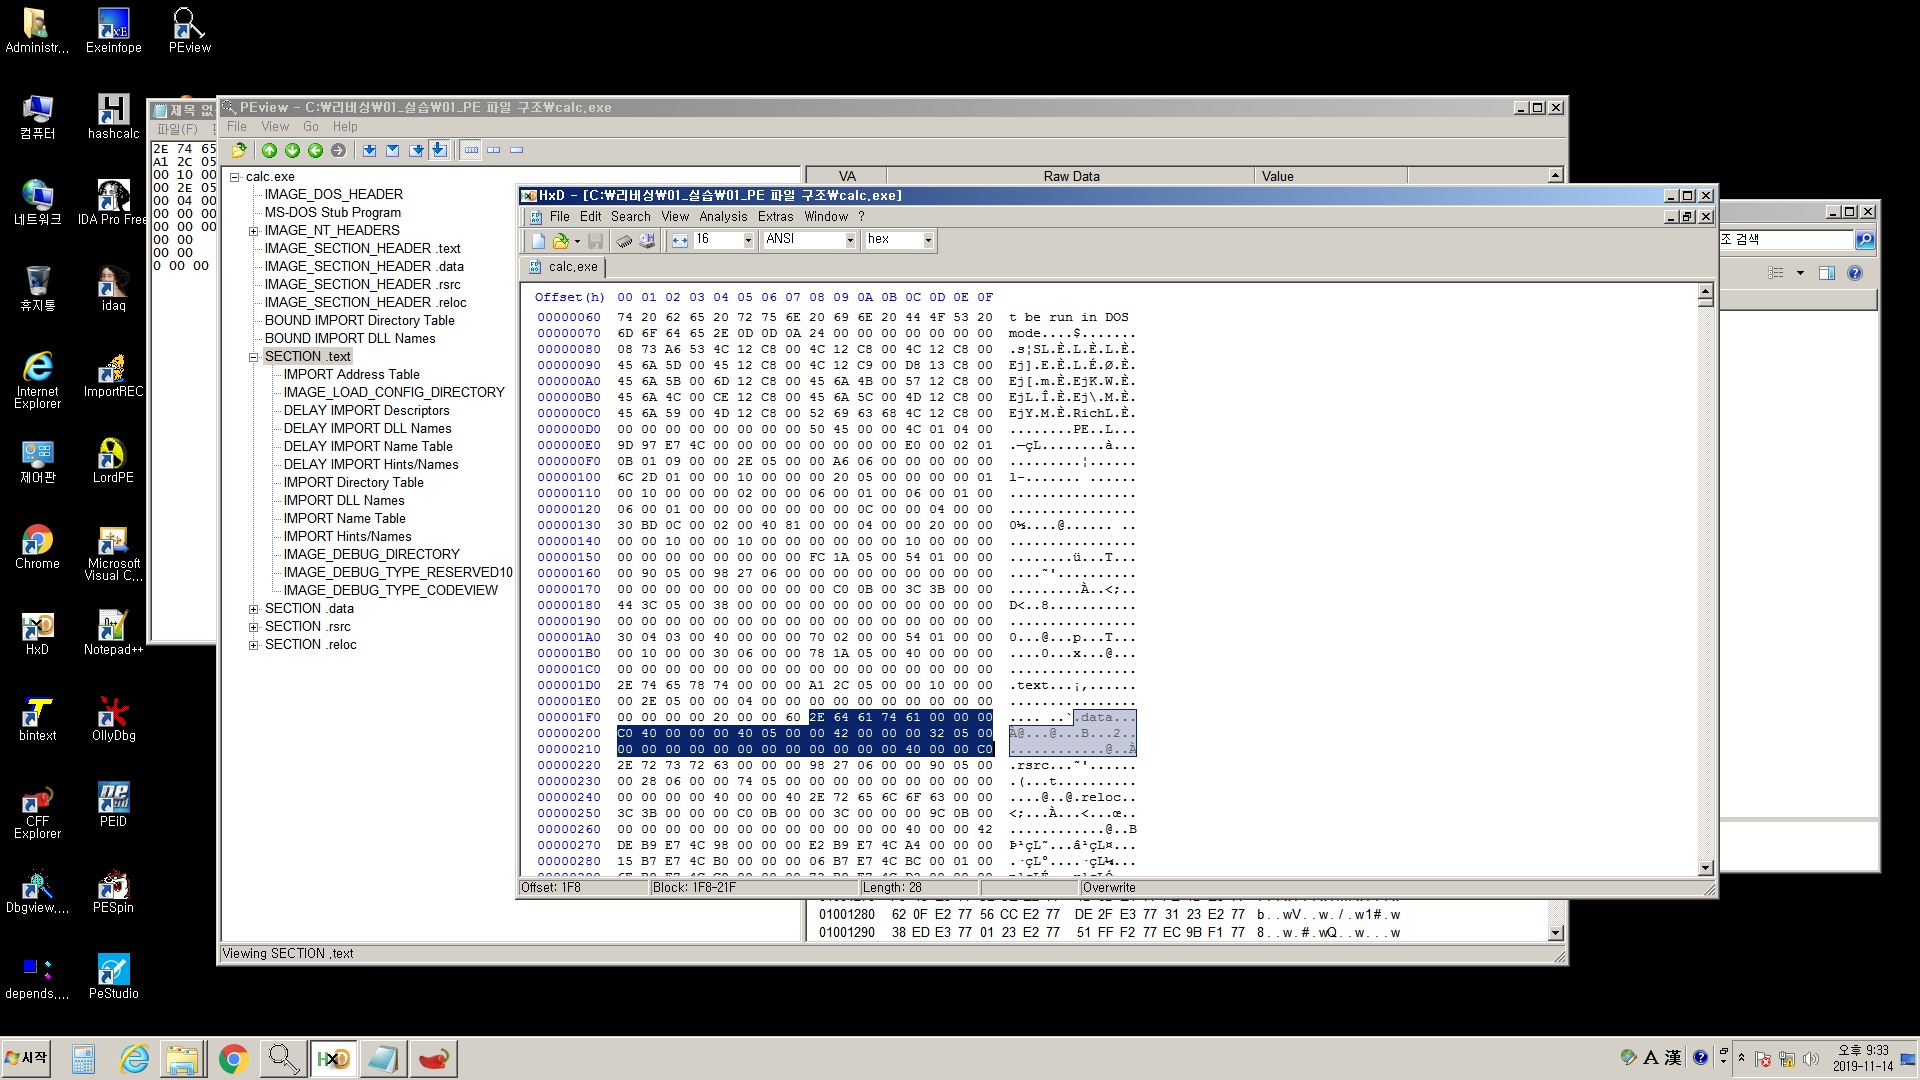 Administr...
Exeinfope
PEview
컴퓨터
hashcalc
네트워크
IDA Pro Free
휴지통
idaq
Internet
Explorer
ImportREC
제어판
LordPE
Chrome
Microsoft
Visual C...
HxD
Notepad++
bintext
OllyDbg
CFF
Explorer
PEiD
Dbgview,...
PESpin
depends,...
PeStudio
제목 없
파일(F)
2E 74 65
A1 2C 05
00 10 00
00 2E 05
00 04 00
00 00 00
00 00 00
00 00
00 00
0 00 00
PEview - C:₩리버싱₩01_실습₩01_PE 파일 구조₩calc.exe
File View Go Help
calc.exe
IMAGE_DOS_HEADER
MS-DOS Stub Program
IMAGE_NT_HEADERS
IMAGE_SECTION_HEADER .text
IMAGE_SECTION_HEADER .data
IMAGE_SECTION_HEADER .rsrc
IMAGE_SECTION_HEADER .reloc
BOUND IMPORT Directory Table
BOUND IMPORT DLL Names
SECTION .text
IMPORT Address Table
IMAGE_LOAD_CONFIG_DIRECTORY
DELAY IMPORT Descriptors
DELAY IMPORT DLL Names
DELAY IMPORT Name Table
DELAY IMPORT Hints/Names
IMPORT Directory Table
IMPORT DLL Names
IMPORT Name Table
IMPORT Hints/Names
IMAGE_DEBUG_DIRECTORY
IMAGE_DEBUG_TYPE_RESERVED10
IMAGE_DEBUG_TYPE_CODEVIEW
SECTION .data
SECTION .rsrc
SECTION .reloc
VA Raw Data Value
HxD - [C:₩리버싱₩01_실습₩01_PE 파일 구조₩calc.exe]
File Edit Search View Analysis Extras Window ?
16 ANSI hex
calc.exe
Offset(h) 00 01 02 03 04 05 06 07 08 09 0A 0B 0C 0D 0E 0F
00000060 74 20 62 65 20 72 75 6E 20 69 6E 20 44 4F 53 20 t be run in DOS
00000070 6D 6F 64 65 2E 0D 0D 0A 24 00 00 00 00 00 00 00 mode....$.......
00000080 08 73 A6 53 4C 12 C8 00 4C 12 C8 00 4C 12 C8 00 .s¦SL.È.L.È.L.È.
00000090 45 6A 5D 00 45 12 C8 00 4C 12 C9 00 D8 13 C8 00 Ej].E.È.L.É.Ø.È.
000000A0 45 6A 5B 00 6D 12 C8 00 45 6A 4B 00 57 12 C8 00 Ej[.m.È.EjK.W.È.
000000B0 45 6A 4C 00 CE 12 C8 00 45 6A 5C 00 4D 12 C8 00 EjL.Î.È.Ej\.M.È.
000000C0 45 6A 59 00 4D 12 C8 00 52 69 63 68 4C 12 C8 00 EjY.M.È.RichL.È.
000000D0 00 00 00 00 00 00 00 00 50 45 00 00 4C 01 04 00 ........PE..L...
000000E0 9D 97 E7 4C 00 00 00 00 00 00 00 00 E0 00 02 01 .—çL........à...
000000F0 0B 01 09 00 00 2E 05 00 00 A6 06 00 00 00 00 00 .........¦......
00000100 6C 2D 01 00 00 10 00 00 00 20 05 00 00 00 00 01 l-....... ......
00000110 00 10 00 00 00 02 00 00 06 00 01 00 06 00 01 00 ................
00000120 06 00 01 00 00 00 00 00 00 00 0C 00 00 04 00 00 ................
00000130 30 BD 0C 00 02 00 40 81 00 00 04 00 00 20 00 00 0½....@...... ..
00000140 00 00 10 00 00 10 00 00 00 00 00 00 10 00 00 00 ................
00000150 00 00 00 00 00 00 00 00 FC 1A 05 00 54 01 00 00 ........ü...T...
00000160 00 90 05 00 98 27 06 00 00 00 00 00 00 00 00 00 ....˜'..........
00000170 00 00 00 00 00 00 00 00 00 C0 0B 00 3C 3B 00 00 .........À..<;..
00000180 44 3C 05 00 38 00 00 00 00 00 00 00 00 00 00 00 D<..8...........
00000190 00 00 00 00 00 00 00 00 00 00 00 00 00 00 00 00 ................
000001A0 30 04 03 00 40 00 00 00 70 02 00 00 54 01 00 00 0...@...p...T...
000001B0 00 10 00 00 30 06 00 00 78 1A 05 00 40 00 00 00 ....0...x...@...
000001C0 00 00 00 00 00 00 00 00 00 00 00 00 00 00 00 00 ................
000001D0 2E 74 65 78 74 00 00 00 A1 2C 05 00 00 10 00 00 .text...¡,......
000001E0 00 2E 05 00 00 04 00 00 00 00 00 00 00 00 00 00 ................
000001F0 00 00 00 00 20 00 00 60 2E 64 61 74 61 00 00 00 .... ..`.data...
00000200 C0 40 00 00 00 40 05 00 00 42 00 00 00 32 05 00 À@...@...B...2..
00000210 00 00 00 00 00 00 00 00 00 00 00 00 40 00 00 C0 ............@..À
00000220 2E 72 73 72 63 00 00 00 98 27 06 00 00 90 05 00 .rsrc...˜'......
00000230 00 28 06 00 00 74 05 00 00 00 00 00 00 00 00 00 .(...t..........
00000240 00 00 00 00 40 00 00 40 2E 72 65 6C 6F 63 00 00 ....@..@.reloc..
00000250 3C 3B 00 00 00 C0 0B 00 00 3C 00 00 00 9C 0B 00 <;...À...<...œ..
00000260 00 00 00 00 00 00 00 00 00 00 00 00 40 00 00 42 ............@..B
00000270 DE B9 E7 4C 98 00 00 00 E2 B9 E7 4C A4 00 00 00 Þ¹çL˜...â¹çL¤...
00000280 15 B7 E7 4C B0 00 00 00 06 B7 E7 4C BC 00 01 00 .·çL°....·çL¼...
Offset: 1F8 Block: 1F8-21F Length: 28 Overwrite
01001280 62 0F E2 77 56 CC E2 77 DE 2F E3 77 31 23 E2 77 b..wV..w./.w1#.w
01001290 38 ED E3 77 01 23 E2 77 51 FF F2 77 EC 9B F1 77 8..w.#.wQ..w...w
Viewing SECTION .text
조 검색
시작
HXD
A 漢
오후 9:33
2019-11-14